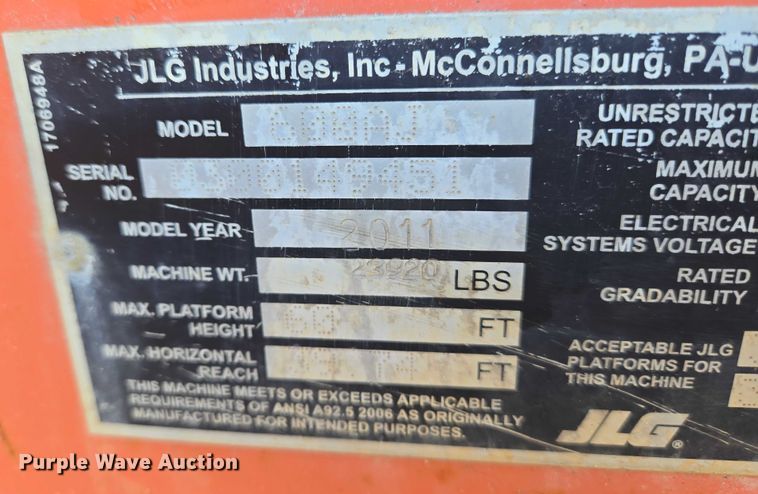 1706948A
JLG Industries, Inc - McConnellsburg, PA-U
MODEL 600AJ
SERIAL NO. 0300149451
MODEL YEAR 2011
MACHINE WT. LBS
MAX. PLATFORM HEIGHT 60 FT
MAX. HORIZONTAL REACH FT
THIS MACHINE MEETS OR EXCEEDS APPLICABLE
REQUIREMENTS OF ANSI A92.5 2006 AS ORIGINALLY
MANUFACTURED FOR INTENDED PURPOSES.
UNRESTRICTE
RATED CAPACIT
MAXIMUM
CAPACITY
ELECTRICAL
SYSTEMS VOLTAGE
RATED
GRADABILITY
ACCEPTABLE JLG
PLATFORMS FOR
THIS MACHINE
JLG®
Purple Wave Auction